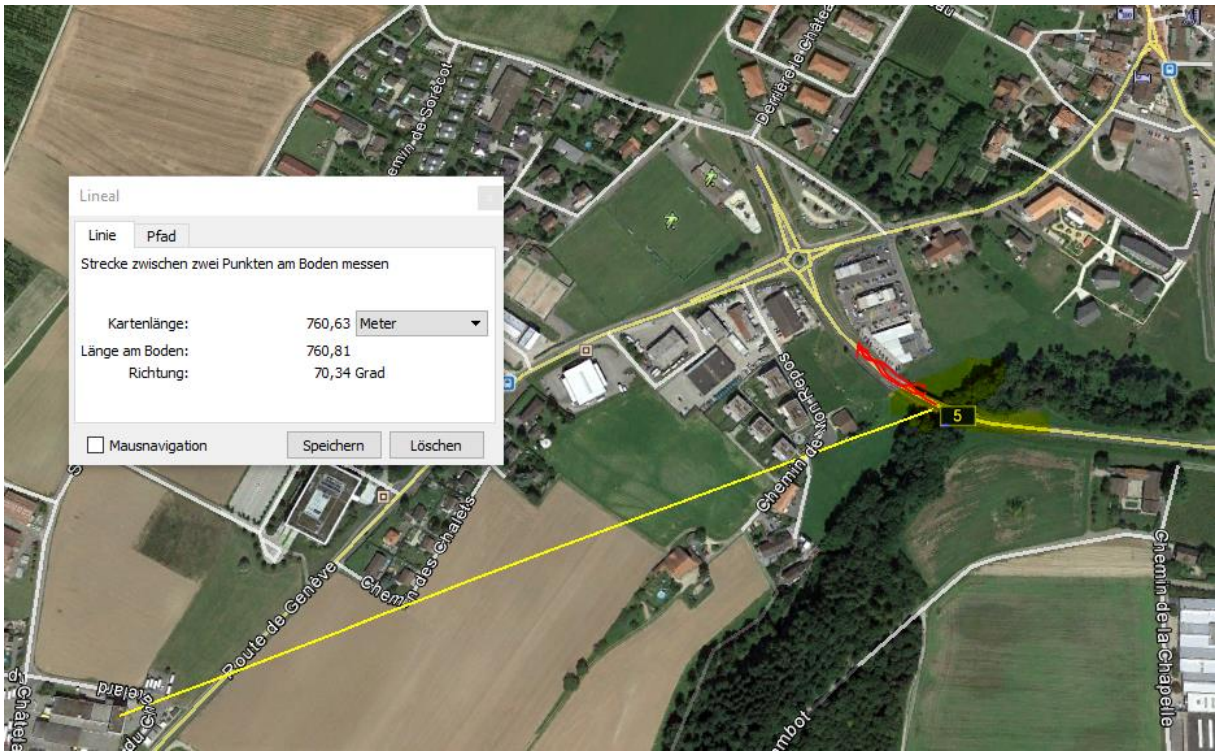 Derrière le Château
Chemin de Sorécot
Lineal
Linie Pfad
Strecke zwischen zwei Punkten am Boden messen
Kartenlänge: 760,63 Meter
Länge am Boden: 760,81
Richtung: 70,34 Grad
Mausnavigation Speichern Löschen
Chemin de Mon Repos
5
Chemin des Chalets
Route de Genève
Chemin de la Chapelle